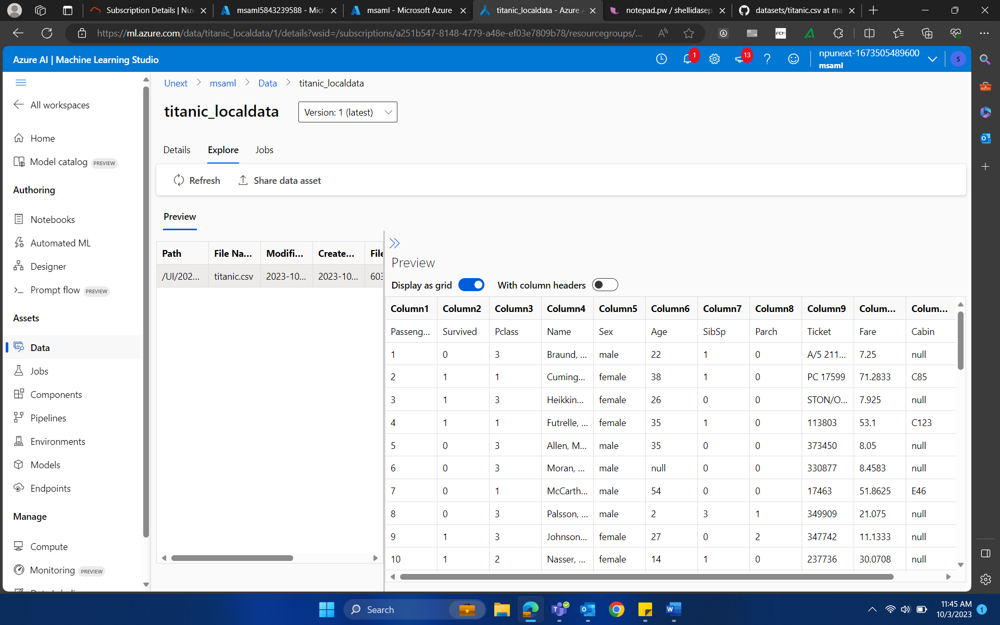 Subscription Details | Nuv
msaml5843239588 - Micr
msaml - Microsoft Azure
titanic_localdata - Azure A
notepad.pw / shellidasep
datasets/titanic.csv at ma
https://ml.azure.com/data/titanic_localdata/1/details?wsid=/subscriptions/a251b547-8148-4779-a48e-ef03e7809b78/resourcegroups/...
FCM
Azure AI | Machine Learning Studio
1
13
npunext-1673505489600
msaml
S
All workspaces
Home
Model catalog PREVIEW
Authoring
Notebooks
Automated ML
Designer
Prompt flow PREVIEW
Assets
Data
Jobs
Components
Pipelines
Environments
Models
Endpoints
Manage
Compute
Monitoring PREVIEW
Unext > msaml > Data > titanic_localdata
titanic_localdata
Version: 1 (latest)
Details Explore Jobs
Refresh Share data asset
Preview
Path File Na... Modifi... Create... File
/UI/202... titanic.csv 2023-10... 2023-10... 603
Preview
Display as grid With column headers
Column1 Column2 Column3 Column4 Column5 Column6 Column7 Column8 Column9 Colum... Colum...
Passeng... Survived Pclass Name Sex Age SibSp Parch Ticket Fare Cabin
1 0 3 Braund, ... male 22 1 0 A/5 211... 7.25 null
2 1 1 Cuming... female 38 1 0 PC 17599 71.2833 C85
3 1 3 Heikkin... female 26 0 0 STON/O... 7.925 null
4 1 1 Futrelle, ... female 35 1 0 113803 53.1 C123
5 0 3 Allen, M... male 35 0 0 373450 8.05 null
6 0 3 Moran, ... male null 0 0 330877 8.4583 null
7 0 1 McCarth... male 54 0 0 17463 51.8625 E46
8 0 3 Palsson, ... male 2 3 1 349909 21.075 null
9 1 3 Johnson... female 27 0 2 347742 11.1333 null
10 1 2 Nasser, ... female 14 1 0 237736 30.0708 null
Search
11:45 AM
10/3/2023
1